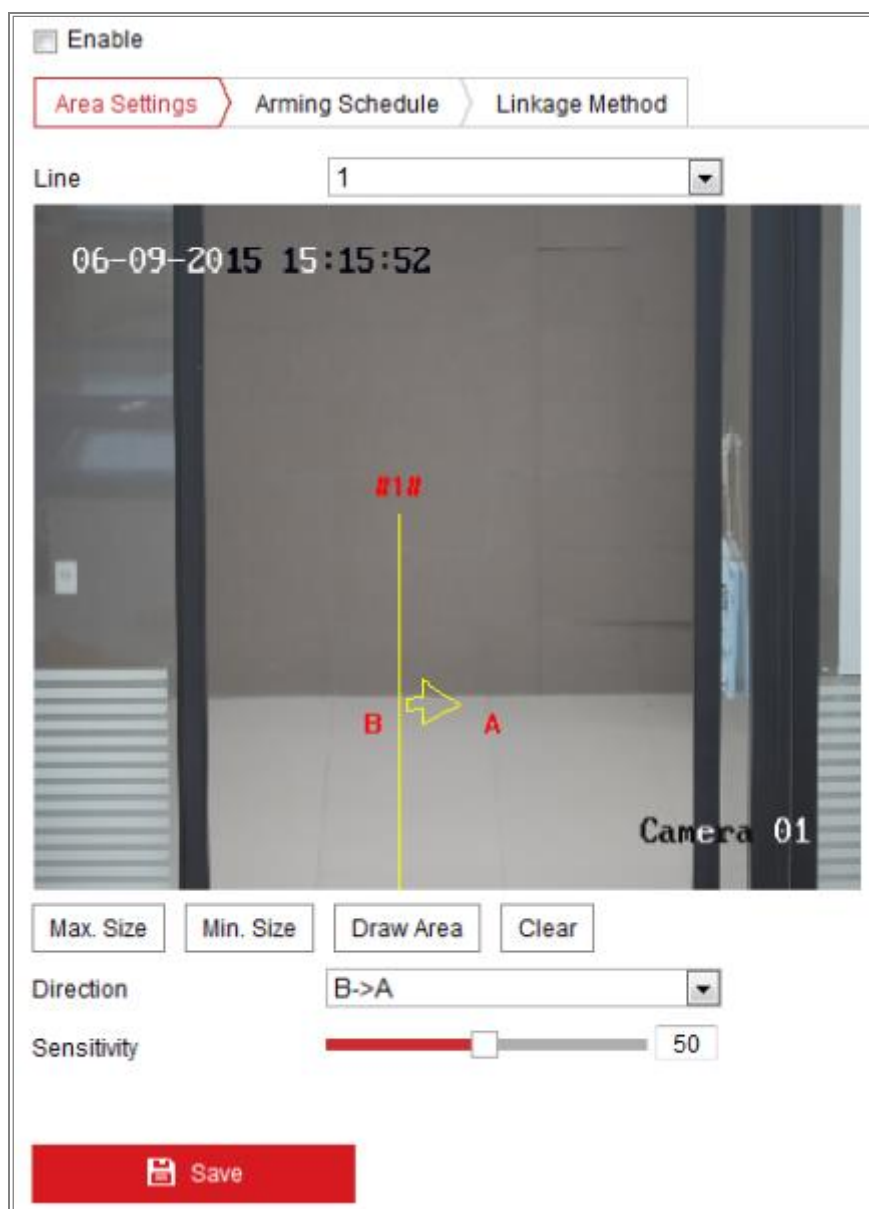 Enable
Area Settings Arming Schedule Linkage Method
Line 1
06-09-2015 15:15:52
#1#
B A
Camera 01
Max. Size Min. Size Draw Area Clear
Direction B->A
Sensitivity 50
Save